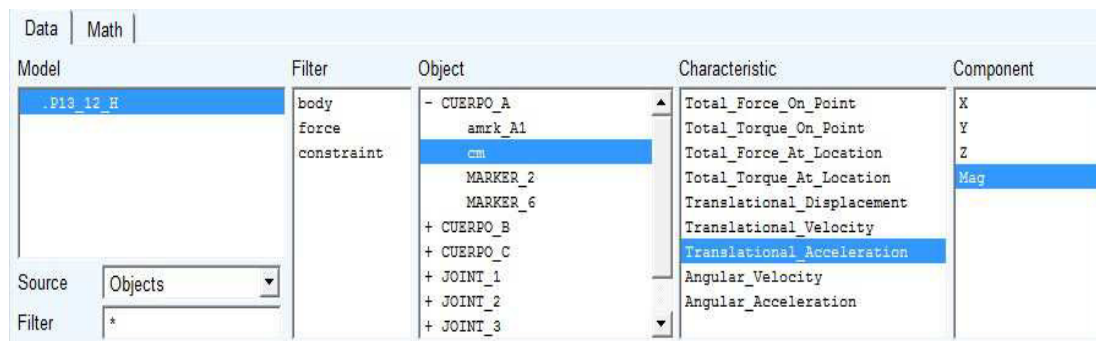 Data Math
Model
.P13_12_H
Source Objects
Filter *
Filter
body
force
constraint
Object
- CUERPO_A
amrk_A1
cm
MARKER_2
MARKER_6
+ CUERPO_B
+ CUERPO_C
+ JOINT_1
+ JOINT_2
+ JOINT_3
Characteristic
Total_Force_On_Point
Total_Torque_On_Point
Total_Force_At_Location
Total_Torque_At_Location
Translational_Displacement
Translational_Velocity
Translational_Acceleration
Angular_Velocity
Angular_Acceleration
Component
X
Y
Z
Mag